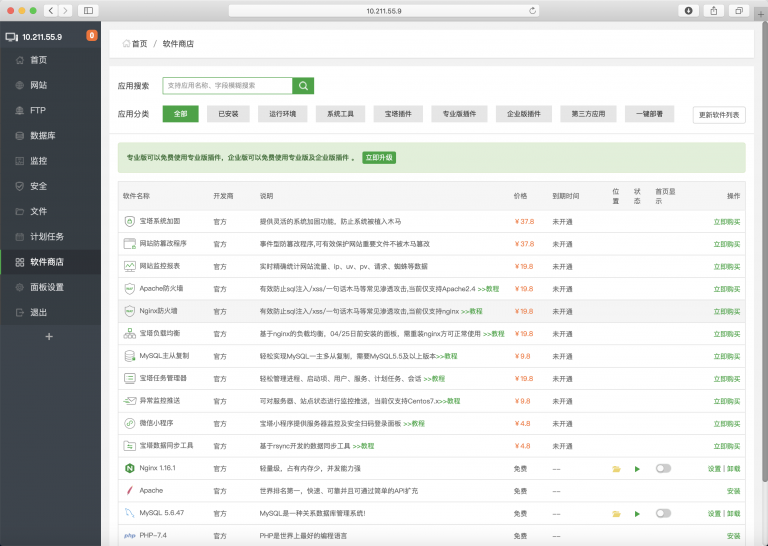 10.211.55.9
10.211.55.9
0
首页
网站
FTP
数据库
监控
安全
文件
计划任务
软件商店
面板设置
退出
首页 / 软件商店
应用搜索 支持应用名称、字段模糊搜索
应用分类 全部 已安装 运行环境 系统工具 宝塔插件 专业版插件 企业版插件 第三方应用 一键部署 更新软件列表
专业版可以免费使用专业版插件，企业版可以免费使用专业版及企业版插件 。 立即升级
软件名称 开发商 说明 价格 到期时间 位置 状态 首页显示 操作
宝塔系统加固 官方 提供灵活的系统加固功能，防止系统被植入木马 ￥37.8 未开通 立即购买
网站防篡改程序 官方 事件型防篡改程序,可有效保护网站重要文件不被木马篡改 ￥37.8 未开通 立即购买
网站监控报表 官方 实时精确统计网站流量、ip、uv、pv、请求、蜘蛛等数据 ￥19.8 未开通 立即购买
Apache防火墙 官方 有效防止sql注入/xss/一句话木马等常见渗透攻击,当前仅支持Apache2.4 >>教程 ￥19.8 未开通 立即购买
Nginx防火墙 官方 有效防止sql注入/xss/一句话木马等常见渗透攻击,当前仅支持nginx >>教程 ￥19.8 未开通 立即购买
宝塔负载均衡 官方 基于nginx的负载均衡，04/25日前安装的面板，需重装nginx方可正常使用 >>教程 ￥19.8 未开通 立即购买
MySQL主从复制 官方 轻松实现MySQL一主多从复制，需要MySQL5.5及以上版本>>教程 ￥9.8 未开通 立即购买
宝塔任务管理器 官方 轻松管理进程、启动项、用户、服务、计划任务、会话 >>教程 ￥19.8 未开通 立即购买
异常监控推送 官方 可对服务器、站点状态进行监控推送，当前仅支持Centos7.x>>教程 ￥9.8 未开通 立即购买
微信小程序 官方 宝塔小程序提供服务器监控及安全扫码登录面板 >>教程 ￥4.8 未开通 立即购买
宝塔数据同步工具 官方 基于rsync开发的数据同步工具 >>教程 ￥4.8 未开通 立即购买
Nginx 1.16.1 官方 轻量级，占有内存少，并发能力强 免费 -- 设置 | 卸载
Apache 官方 世界排名第一，快速、可靠并且可通过简单的API扩充 免费 -- 安装
MySQL 5.6.47 官方 MySQL是一种关系数据库管理系统! 免费 -- 设置 | 卸载
php PHP-7.4 官方 PHP是世界上最好的编程语言 免费 -- 安装